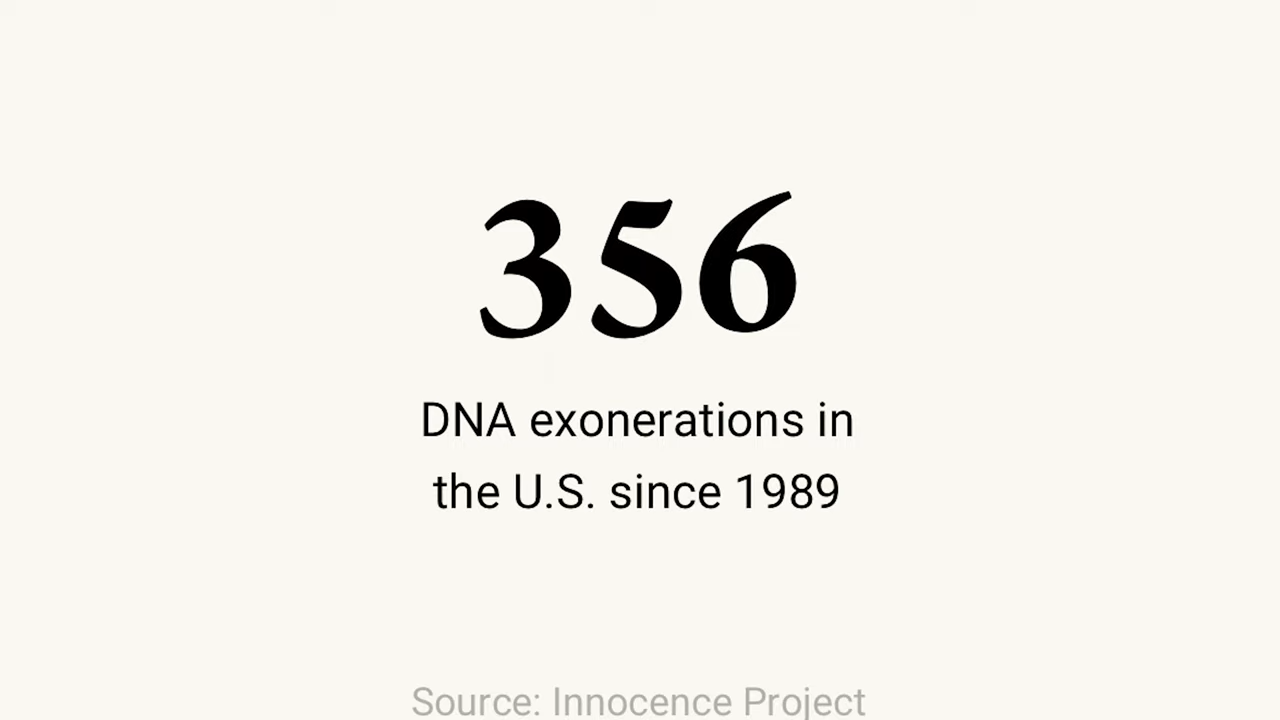 356
DNA exonerations in
the U.S. since 1989
Source: Innocence Project